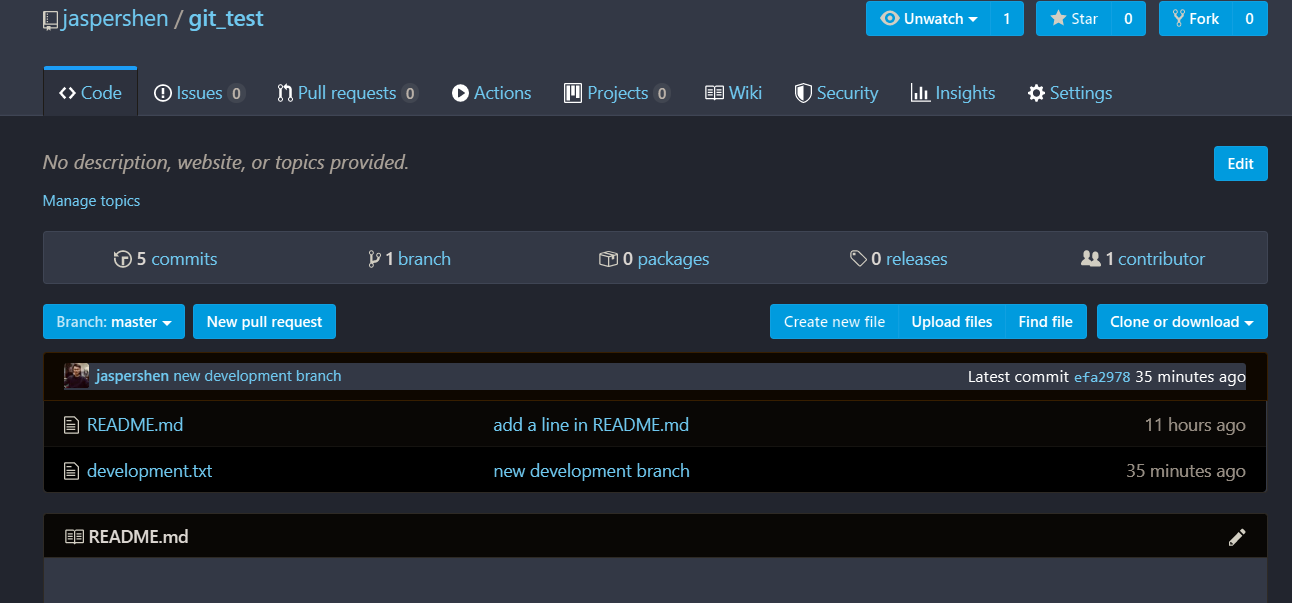 jaspershen / git_test Unwatch 1 Star 0 Fork 0
Code Issues 0 Pull requests 0 Actions Projects 0 Wiki Security Insights Settings
No description, website, or topics provided. Edit
Manage topics
5 commits 1 branch 0 packages 0 releases 1 contributor
Branch: master New pull request Create new file Upload files Find file Clone or download
jaspershen new development branch Latest commit efa2978 35 minutes ago
README.md add a line in README.md 11 hours ago
development.txt new development branch 35 minutes ago
README.md